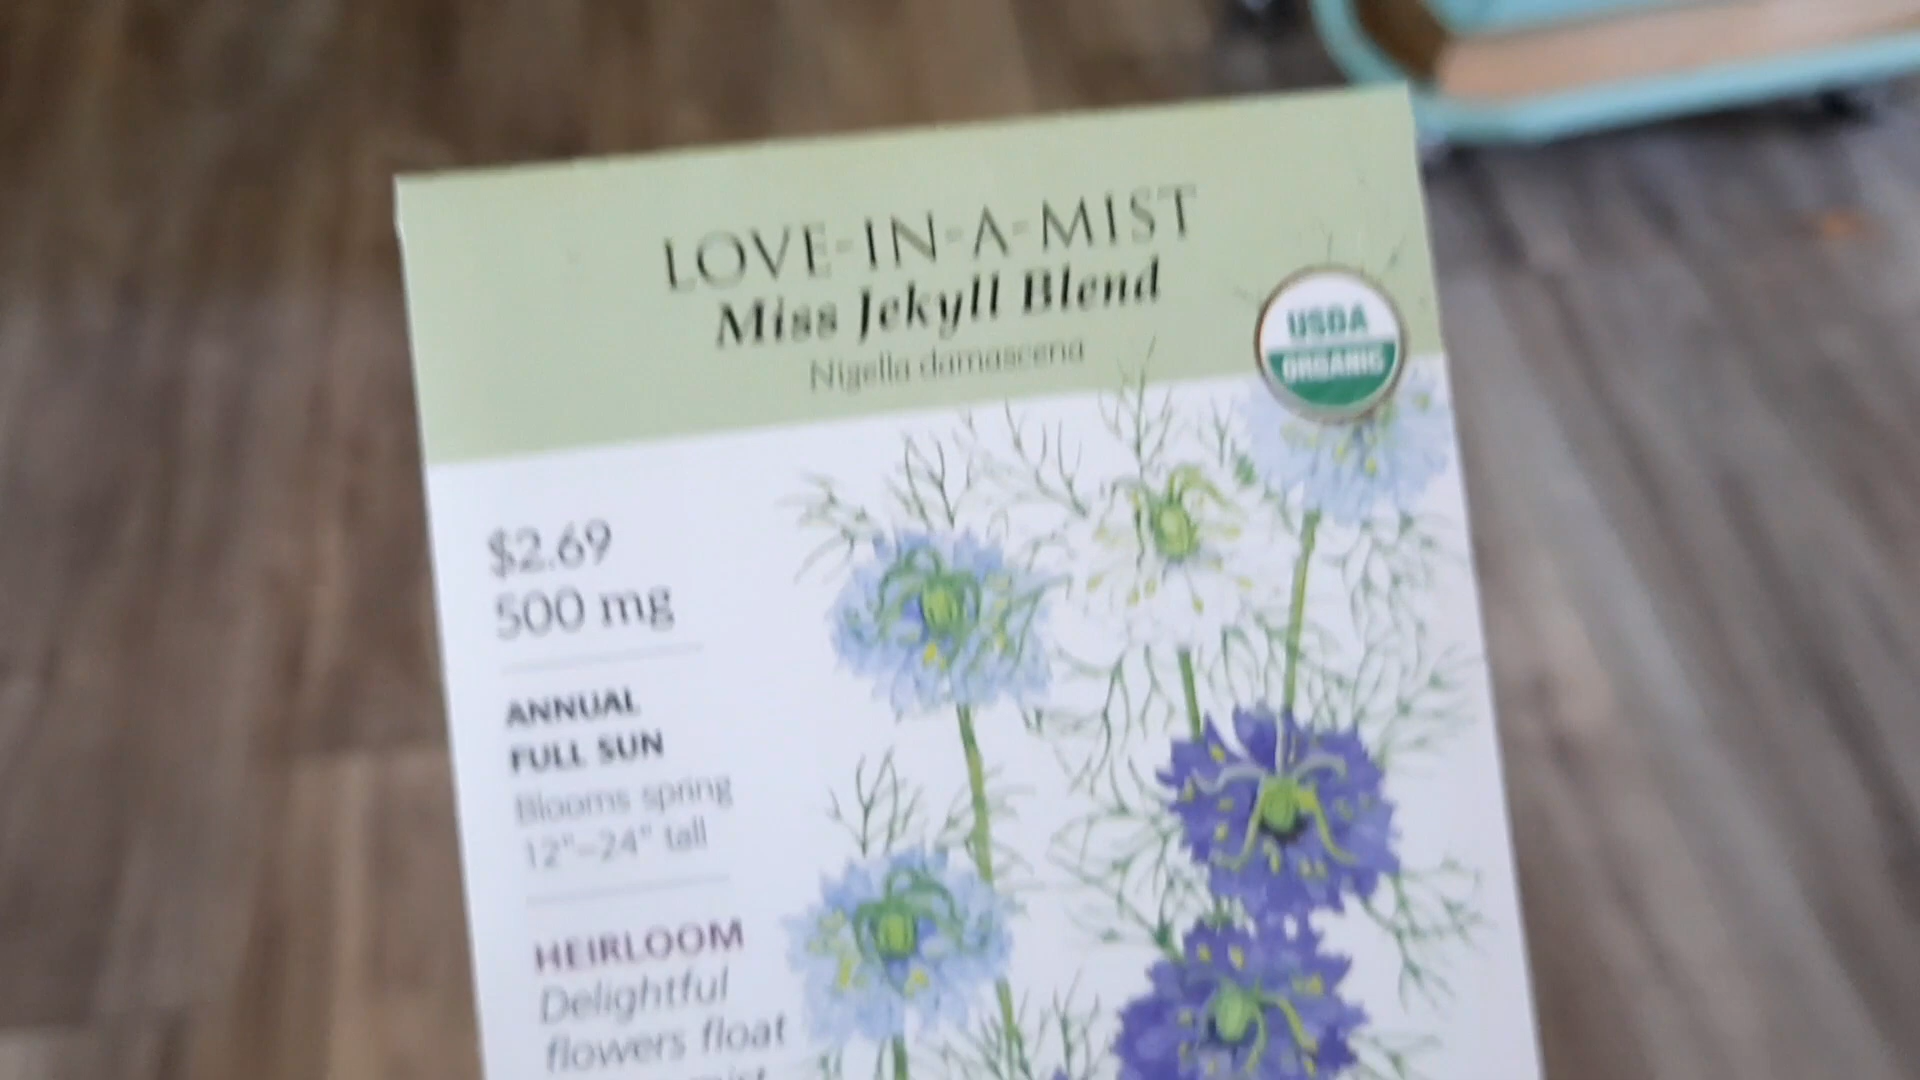 LOVE-IN-A-MIST
Miss Jekyll Blend
Nigella damascena
USDA
ORGANIC
$2.69
500 mg
ANNUAL
FULL SUN
Blooms spring
12"–24" tall
HEIRLOOM
Delightful
flowers float